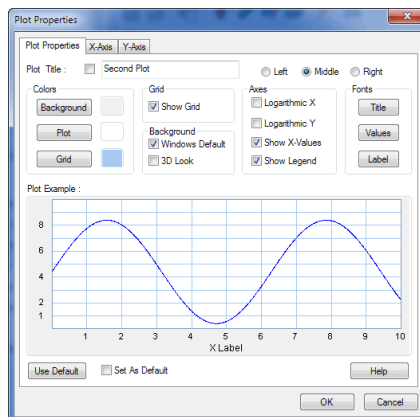 Plot Properties
Plot Properties X-Axis Y-Axis
Plot Title : Second Plot Left Middle Right
Colors Grid Axes Fonts
Background Show Grid Logarithmic X Title
Plot Background Logarithmic Y Values
Windows Default Show X-Values
Grid 3D Look Show Legend Label
Plot Example :
8
6
4
2
1
1 2 3 4 5 6 7 8 9 10
X Label
Use Default Set As Default Help
OK Cancel